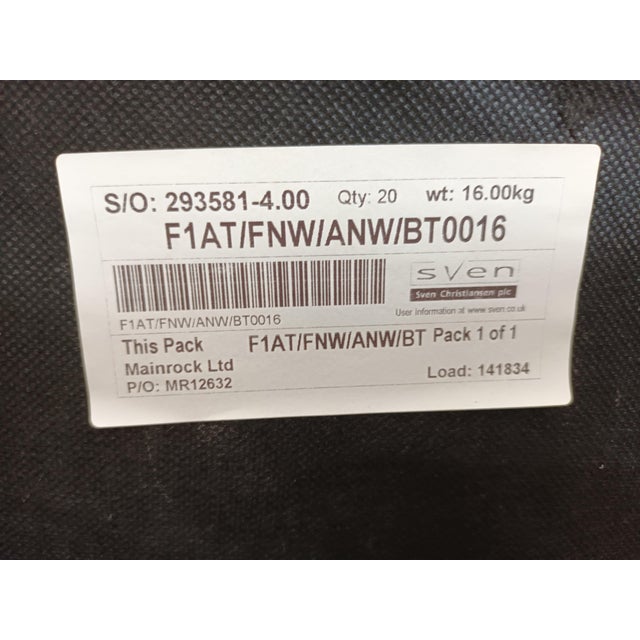 S/O: 293581-4.00 Qty: 20 wt: 16.00kg
F1AT/FNW/ANW/BT0016
sven
Sven Christiansen plc
User information at www.sven.co.uk
F1AT/FNW/ANW/BT0016
This Pack F1AT/FNW/ANW/BT Pack 1 of 1
Mainrock Ltd
P/O: MR12632 Load: 141834